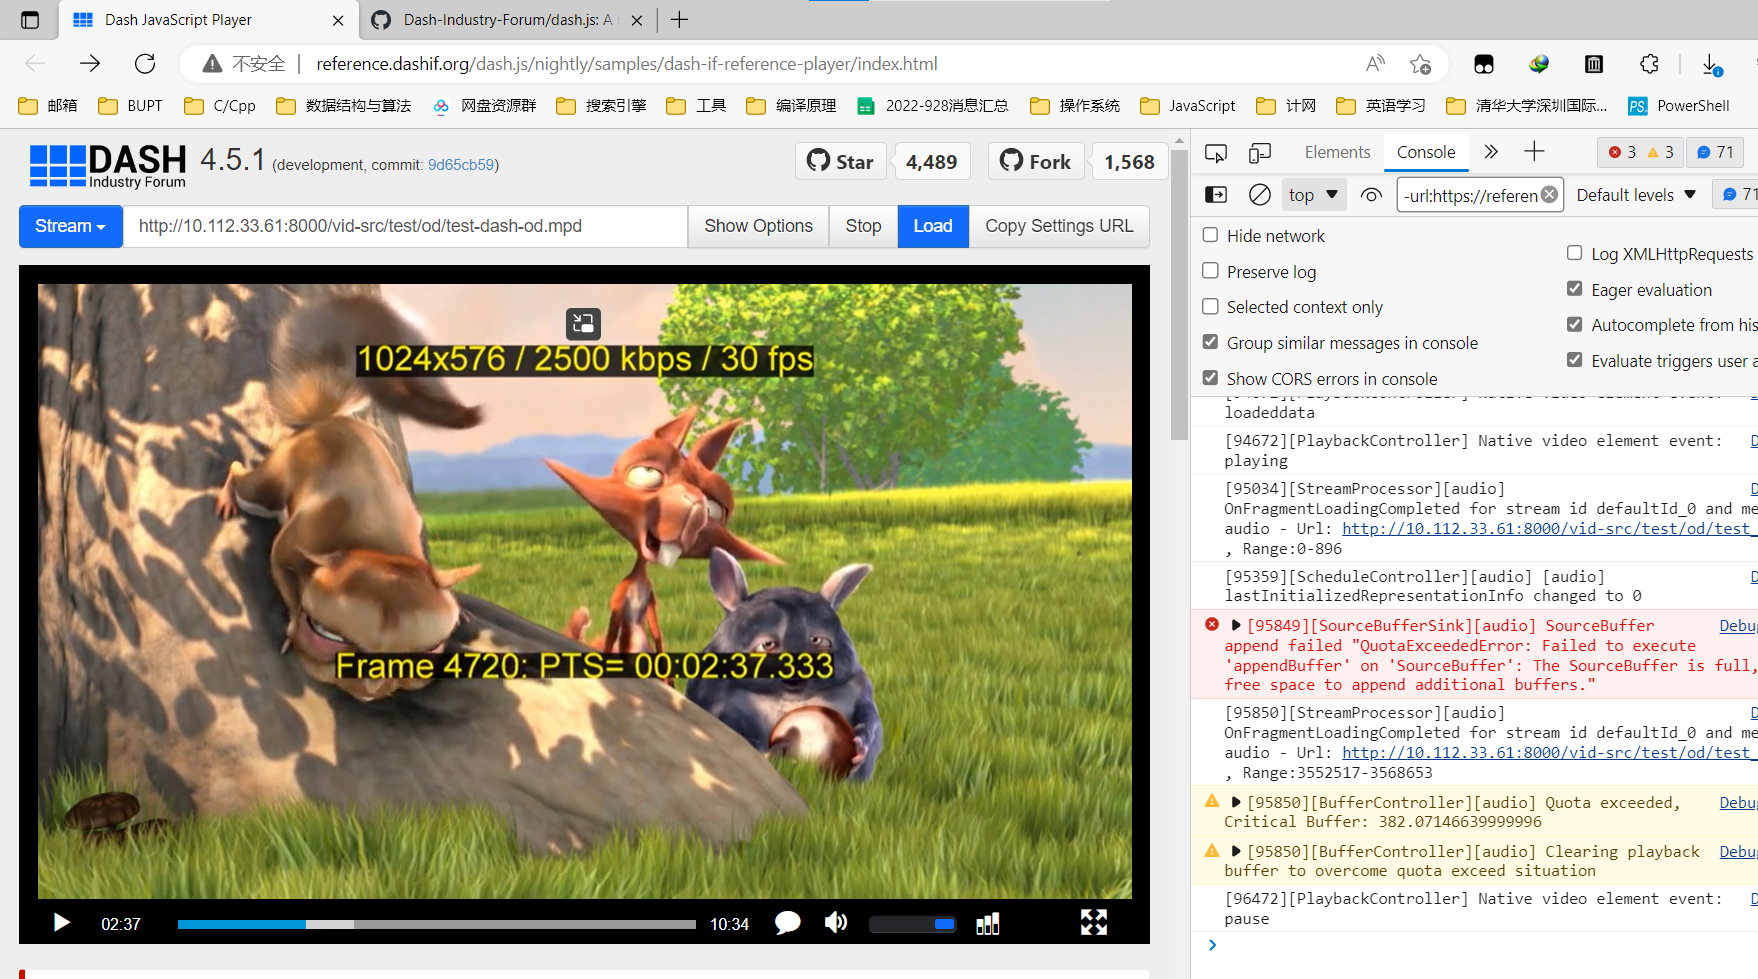 Dash JavaScript Player
Dash-Industry-Forum/dash.js: A
不安全
reference.dashif.org/dash.js/nightly/samples/dash-if-reference-player/index.html
邮箱
BUPT
C/Cpp
数据结构与算法
网盘资源群
搜索引擎
工具
编译原理
2022-928消息汇总
操作系统
JavaScript
计网
英语学习
清华大学深圳国际...
PS
PowerShell
DASH
Industry Forum
4.5.1 (development, commit: 9d65cb59)
Star
4,489
Fork
1,568
Stream
http://10.112.33.61:8000/vid-src/test/od/test-dash-od.mpd
Show Options
Stop
Load
Copy Settings URL
1024x576 / 2500 kbps / 30 fps
Frame 4720: PTS= 00:02:37.333
02:37
10:34
Elements
Console
3
3
71
top
-url:https://referen
Default levels
71
Hide network
Preserve log
Selected context only
Group similar messages in console
Show CORS errors in console
Log XMLHttpRequests
Eager evaluation
Autocomplete from his
Evaluate triggers user a
loadeddata
[94672][PlaybackController] Native video element event:
playing
[95034][StreamProcessor][audio]
OnFragmentLoadingCompleted for stream id defaultId_0 and me
audio - Url: http://10.112.33.61:8000/vid-src/test/od/test_
, Range:0-896
[95359][ScheduleController][audio] [audio]
lastInitializedRepresentationInfo changed to 0
[95849][SourceBufferSink][audio] SourceBuffer Debug
append failed "QuotaExceededError: Failed to execute
'appendBuffer' on 'SourceBuffer': The SourceBuffer is full,
free space to append additional buffers."
[95850][StreamProcessor][audio]
OnFragmentLoadingCompleted for stream id defaultId_0 and me
audio - Url: http://10.112.33.61:8000/vid-src/test/od/test_
, Range:3552517-3568653
[95850][BufferController][audio] Quota exceeded, Debug
Critical Buffer: 382.07146639999996
[95850][BufferController][audio] Clearing playback Debug
buffer to overcome quota exceed situation
[96472][PlaybackController] Native video element event:
pause